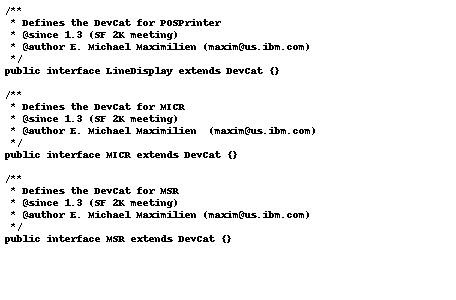 /**
 * Defines the DevCat for POSPrinter
 * @since 1.3 (SF 2K meeting)
 * @author E. Michael Maximilien (maxim@us.ibm.com)
 */
public interface LineDisplay extends DevCat {}

/**
 * Defines the DevCat for MICR
 * @since 1.3 (SF 2K meeting)
 * @author E. Michael Maximilien  (maxim@us.ibm.com)
 */
public interface MICR extends DevCat {}

/**
 * Defines the DevCat for MSR
 * @since 1.3 (SF 2K meeting)
 * @author E. Michael Maximilien (maxim@us.ibm.com)
 */
public interface MSR extends DevCat {}